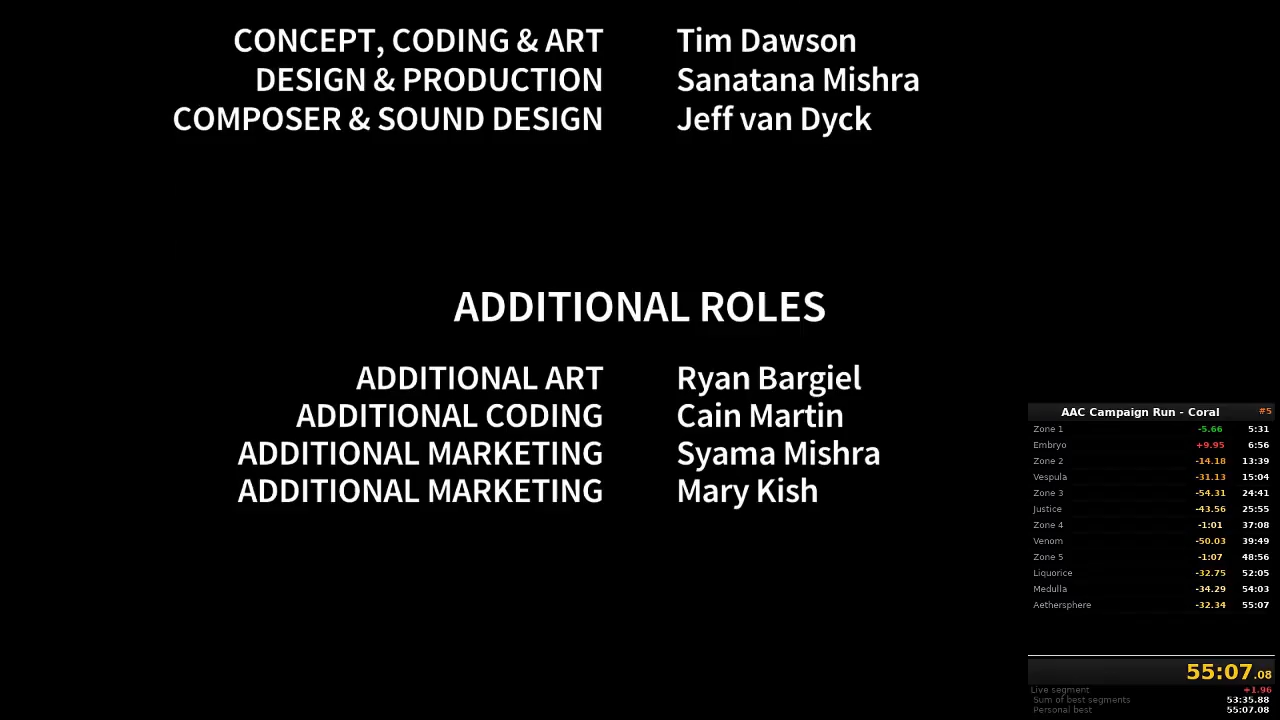 CONCEPT, CODING & ART Tim Dawson
DESIGN & PRODUCTION Sanatana Mishra
COMPOSER & SOUND DESIGN Jeff van Dyck
ADDITIONAL ROLES
ADDITIONAL ART Ryan Bargiel
ADDITIONAL CODING Cain Martin
ADDITIONAL MARKETING Syama Mishra
ADDITIONAL MARKETING Mary Kish
AAC Campaign Run - Coral #5
Zone 1 -5.66 5:31
Embryo +9.95 6:56
Zone 2 -14.18 13:39
Vespula -31.13 15:04
Zone 3 -54.31 24:41
Justice -43.56 25:55
Zone 4 -1:01 37:08
Venom -50.03 39:49
Zone 5 -1:07 48:56
Liquorice -32.75 52:05
Medulla -34.29 54:03
Aethersphere -32.34 55:07
55:07.08
Live segment +1.96
Sum of best segments 53:35.88
Personal best 55:07.08